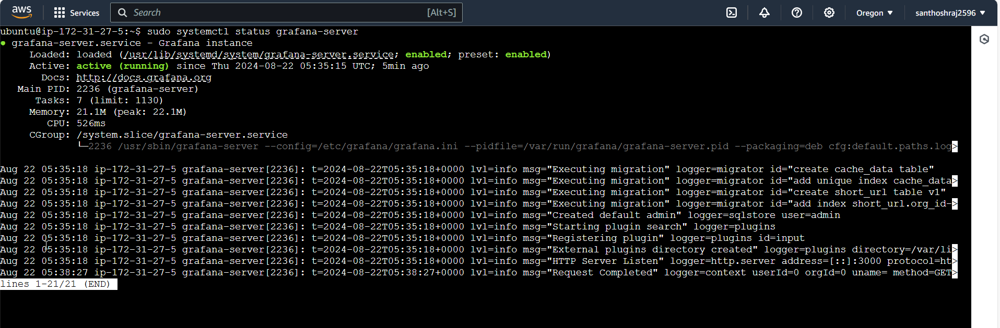 aws Services Search [Alt+S] Oregon santhoshraj2596
ubuntu@ip-172-31-27-5:~$ sudo systemctl status grafana-server
● grafana-server.service - Grafana instance
Loaded: loaded (/usr/lib/systemd/system/grafana-server.service; enabled; preset: enabled)
Active: active (running) since Thu 2024-08-22 05:35:15 UTC; 5min ago
Docs: http://docs.grafana.org
Main PID: 2236 (grafana-server)
Tasks: 7 (limit: 1130)
Memory: 21.1M (peak: 22.1M)
CPU: 526ms
CGroup: /system.slice/grafana-server.service
└─2236 /usr/sbin/grafana-server --config=/etc/grafana/grafana.ini --pidfile=/var/run/grafana/grafana-server.pid --packaging=deb cfg:default.paths.log>
Aug 22 05:35:18 ip-172-31-27-5 grafana-server[2236]: t=2024-08-22T05:35:18+0000 lvl=info msg="Executing migration" logger=migrator id="create cache_data table"
Aug 22 05:35:18 ip-172-31-27-5 grafana-server[2236]: t=2024-08-22T05:35:18+0000 lvl=info msg="Executing migration" logger=migrator id="add unique index cache_data>
Aug 22 05:35:18 ip-172-31-27-5 grafana-server[2236]: t=2024-08-22T05:35:18+0000 lvl=info msg="Executing migration" logger=migrator id="create short_url table v1"
Aug 22 05:35:18 ip-172-31-27-5 grafana-server[2236]: t=2024-08-22T05:35:18+0000 lvl=info msg="Executing migration" logger=migrator id="add index short_url.org_id->
Aug 22 05:35:18 ip-172-31-27-5 grafana-server[2236]: t=2024-08-22T05:35:18+0000 lvl=info msg="Created default admin" logger=sqlstore user=admin
Aug 22 05:35:18 ip-172-31-27-5 grafana-server[2236]: t=2024-08-22T05:35:18+0000 lvl=info msg="Starting plugin search" logger=plugins
Aug 22 05:35:18 ip-172-31-27-5 grafana-server[2236]: t=2024-08-22T05:35:18+0000 lvl=info msg="Registering plugin" logger=plugins id=input
Aug 22 05:35:18 ip-172-31-27-5 grafana-server[2236]: t=2024-08-22T05:35:18+0000 lvl=info msg="External plugins directory created" logger=plugins directory=/var/li>
Aug 22 05:35:18 ip-172-31-27-5 grafana-server[2236]: t=2024-08-22T05:35:18+0000 lvl=info msg="HTTP Server Listen" logger=http.server address=[::]:3000 protocol=ht>
Aug 22 05:38:27 ip-172-31-27-5 grafana-server[2236]: t=2024-08-22T05:38:27+0000 lvl=info msg="Request Completed" logger=context userId=0 orgId=0 uname= method=GET>
lines 1-21/21 (END)